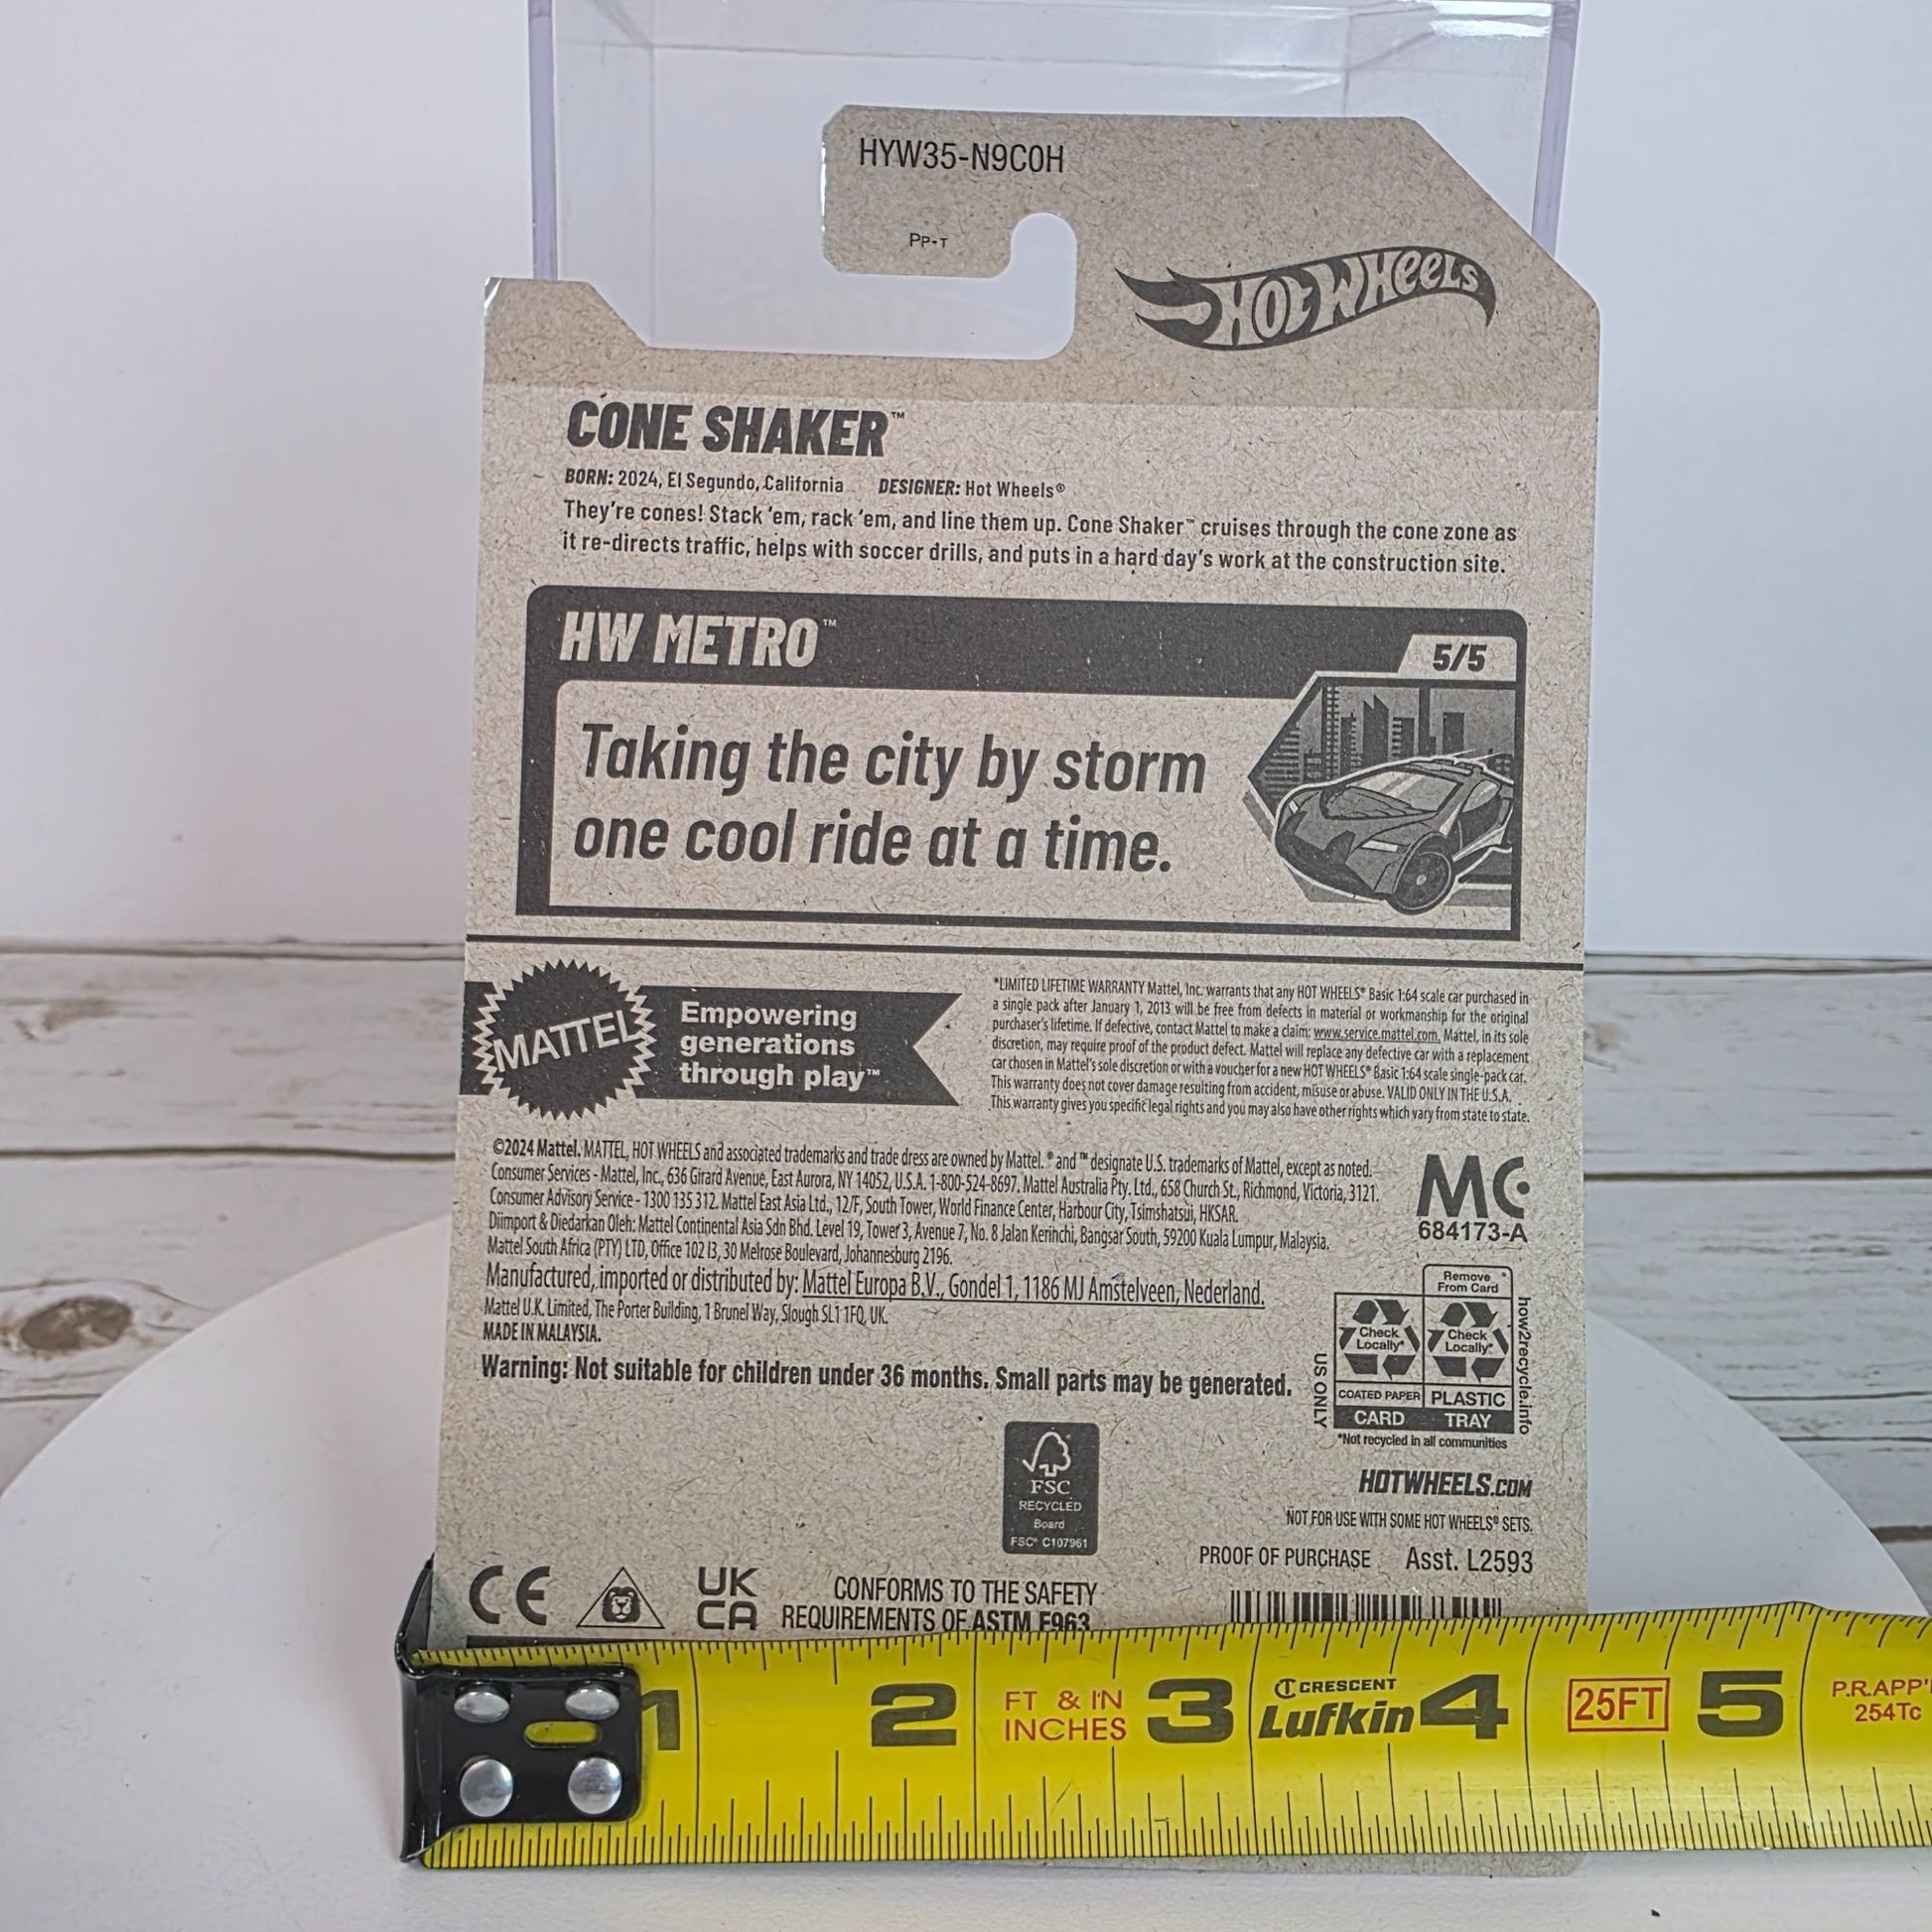 HYW35-N9C0H
PP-T
HOT WHEELS
CONE SHAKER™
BORN: 2024, El Segundo, California DESIGNER: Hot Wheels®
They're cones! Stack 'em, rack 'em, and line them up. Cone Shaker™ cruises through the cone zone as
it re-directs traffic, helps with soccer drills, and puts in a hard day's work at the construction site.
HW METRO™
5/5
Taking the city by storm
one cool ride at a time.
MATTEL
Empowering
generations
through play™
*LIMITED LIFETIME WARRANTY Mattel, Inc. warrants that any HOT WHEELS® Basic 1:64 scale car purchased in
a single pack after January 1, 2013 will be free from defects in material or workmanship for the original
purchaser's lifetime. If defective, contact Mattel to make a claim: www.service.mattel.com. Mattel, in its sole
discretion, may require proof of the product defect. Mattel will replace any defective car with a replacement
car chosen in Mattel's sole discretion or with a voucher for a new HOT WHEELS® Basic 1:64 scale single-pack car.
This warranty does not cover damage resulting from accident, misuse or abuse. VALID ONLY IN THE U.S.A.
This warranty gives you specific legal rights and you may also have other rights which vary from state to state.
©2024 Mattel. MATTEL, HOT WHEELS and associated trademarks and trade dress are owned by Mattel. ® and ™ designate U.S. trademarks of Mattel, except as noted.
Consumer Services - Mattel, Inc., 636 Girard Avenue, East Aurora, NY 14052, U.S.A. 1-800-524-8697. Mattel Australia Pty. Ltd., 658 Church St., Richmond, Victoria, 3121.
Consumer Advisory Service - 1300 135 312. Mattel East Asia Ltd., 12/F, South Tower, World Finance Center, Harbour City, Tsimshatsui, HKSAR.
Diimport & Diedarkan Oleh: Mattel Continental Asia Sdn Bhd. Level 19, Tower 3, Avenue 7, No. 8 Jalan Kerinchi, Bangsar South, 59200 Kuala Lumpur, Malaysia.
Mattel South Africa (PTY) LTD, Office 102 I3, 30 Melrose Boulevard, Johannesburg 2196.
Manufactured, imported or distributed by: Mattel Europa B.V., Gondel 1, 1186 MJ Amstelveen, Nederland.
Mattel U.K. Limited, The Porter Building, 1 Brunel Way, Slough SL1 1FQ, UK.
MADE IN MALAYSIA.
Warning: Not suitable for children under 36 months. Small parts may be generated.
MC
684173-A
Remove
From Card
Check
Locally*
Check
Locally*
COATED PAPER
PLASTIC
CARD
TRAY
US ONLY
how2recycle.info
*Not recycled in all communities
FSC
RECYCLED
Board
FSC® C107961
HOTWHEELS.COM
NOT FOR USE WITH SOME HOT WHEELS® SETS.
PROOF OF PURCHASE Asst. L2593
CE
UK
CA
CONFORMS TO THE SAFETY
REQUIREMENTS OF ASTM F963
1 2 FT & IN
INCHES 3 CRESCENT
Lufkin 4 25FT 5 P.R.APP'
254Tc